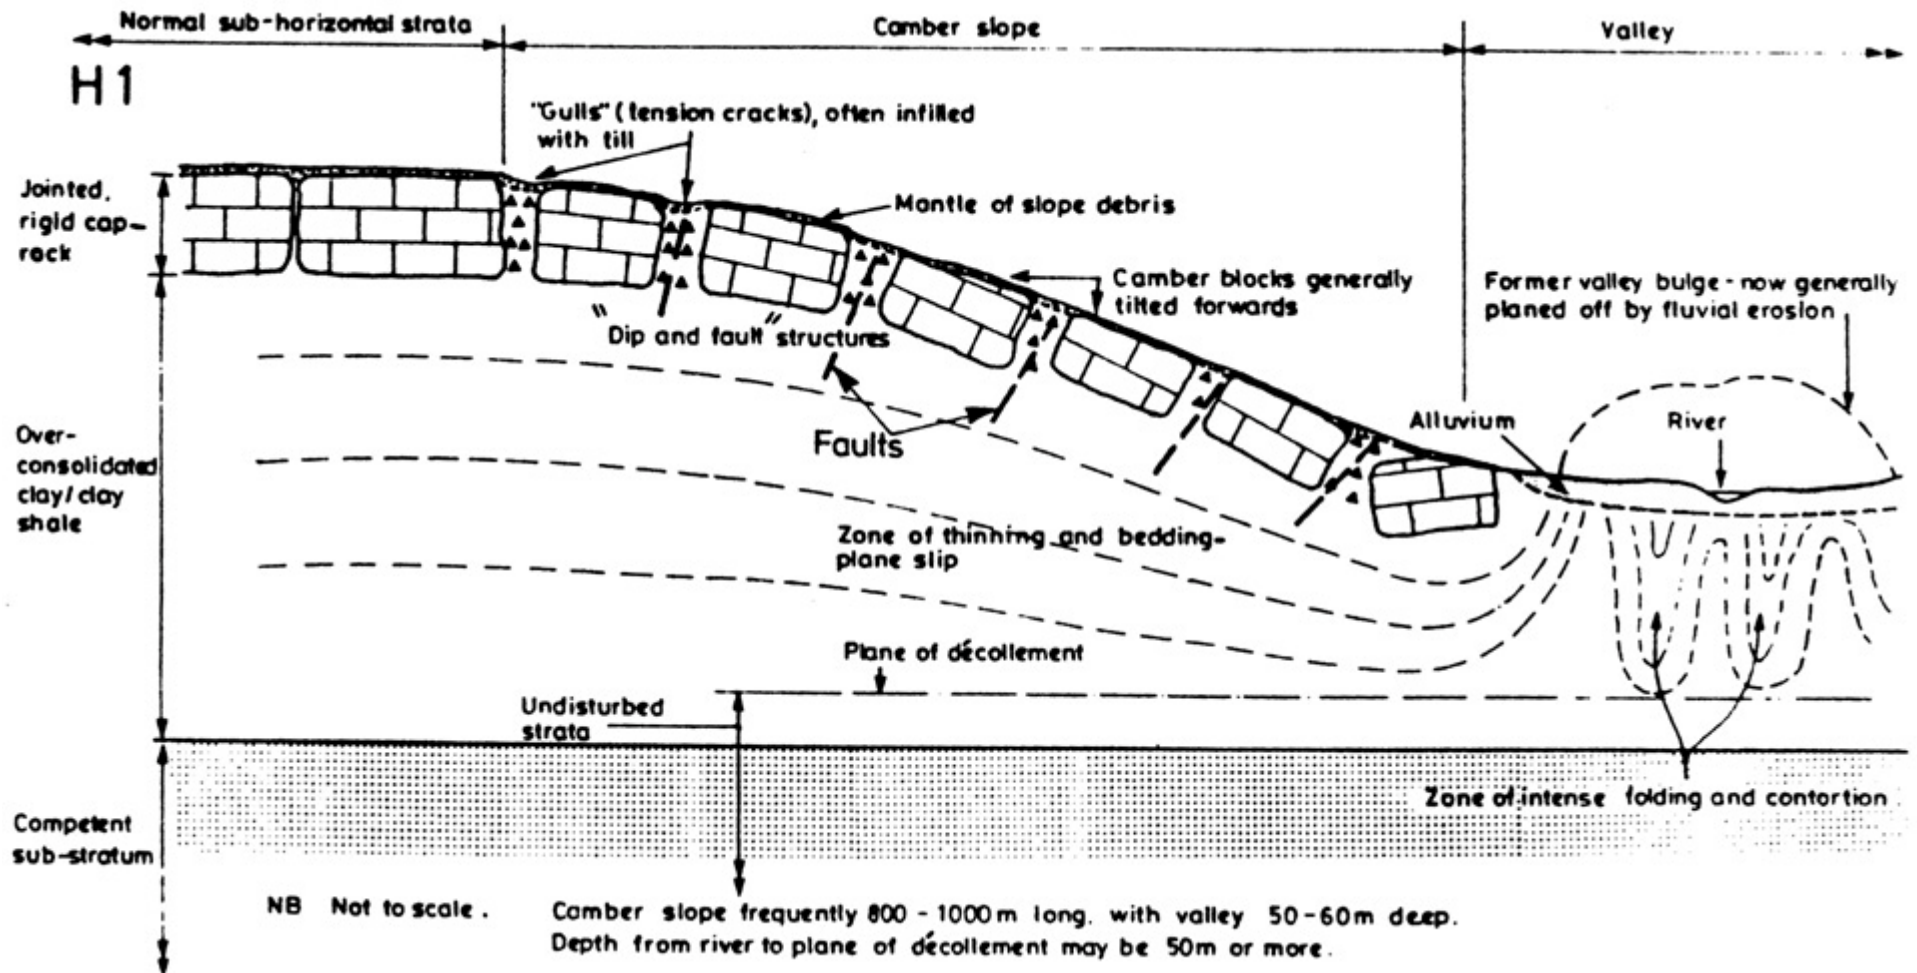 Normal sub-horizontal strata
Camber slope
Valley
H1
"Gulls" (tension cracks), often infilled
with till
Jointed,
rigid cap-
rock
Mantle of slope debris
Camber blocks generally
tilted forwards
Former valley bulge - now generally
planed off by fluvial erosion
"Dip and fault" structures
Faults
Alluvium
River
Over-
consolidated
clay/clay
shale
Zone of thinning and bedding-
plane slip
Plane of décollement
Undisturbed
strata
Zone of intense folding and contortion
Competent
sub-stratum
NB Not to scale.
Camber slope frequently 800 - 1000m long, with valley 50-60m deep.
Depth from river to plane of décollement may be 50m or more.